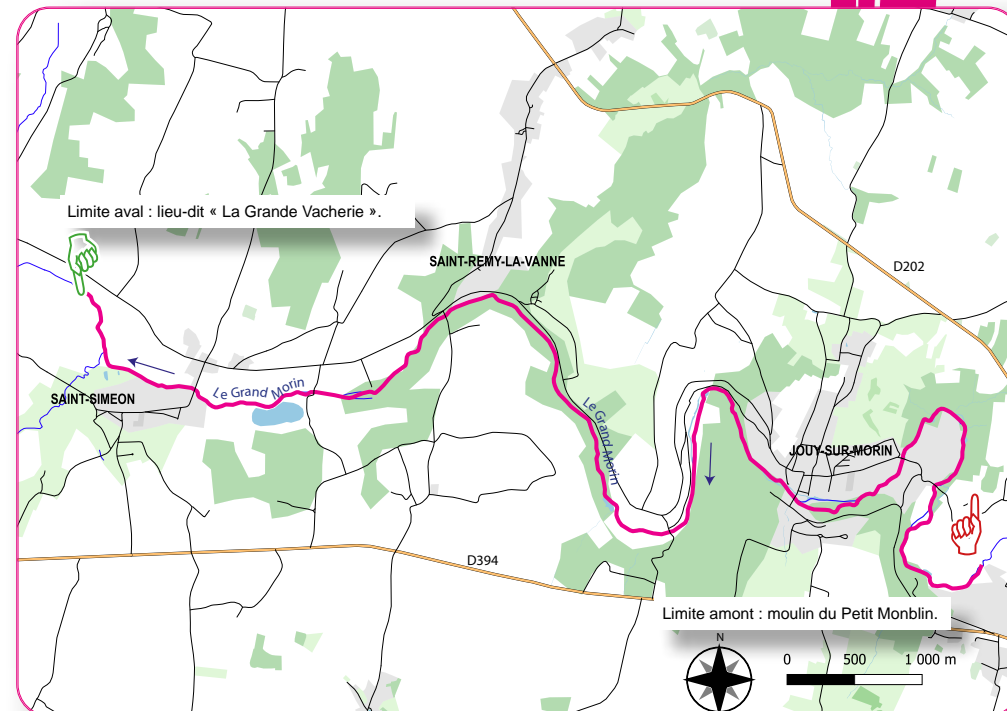 Limite aval : lieu-dit « La Grande Vacherie ».
SAINT-REMY-LA-VANNE
D202
Le Grand Morin
SAINT-SIMEON
Le Grand Morin
JOUY-SUR-MORIN
D394
Limite amont : moulin du Petit Monblin.
N
0 500 1 000 m